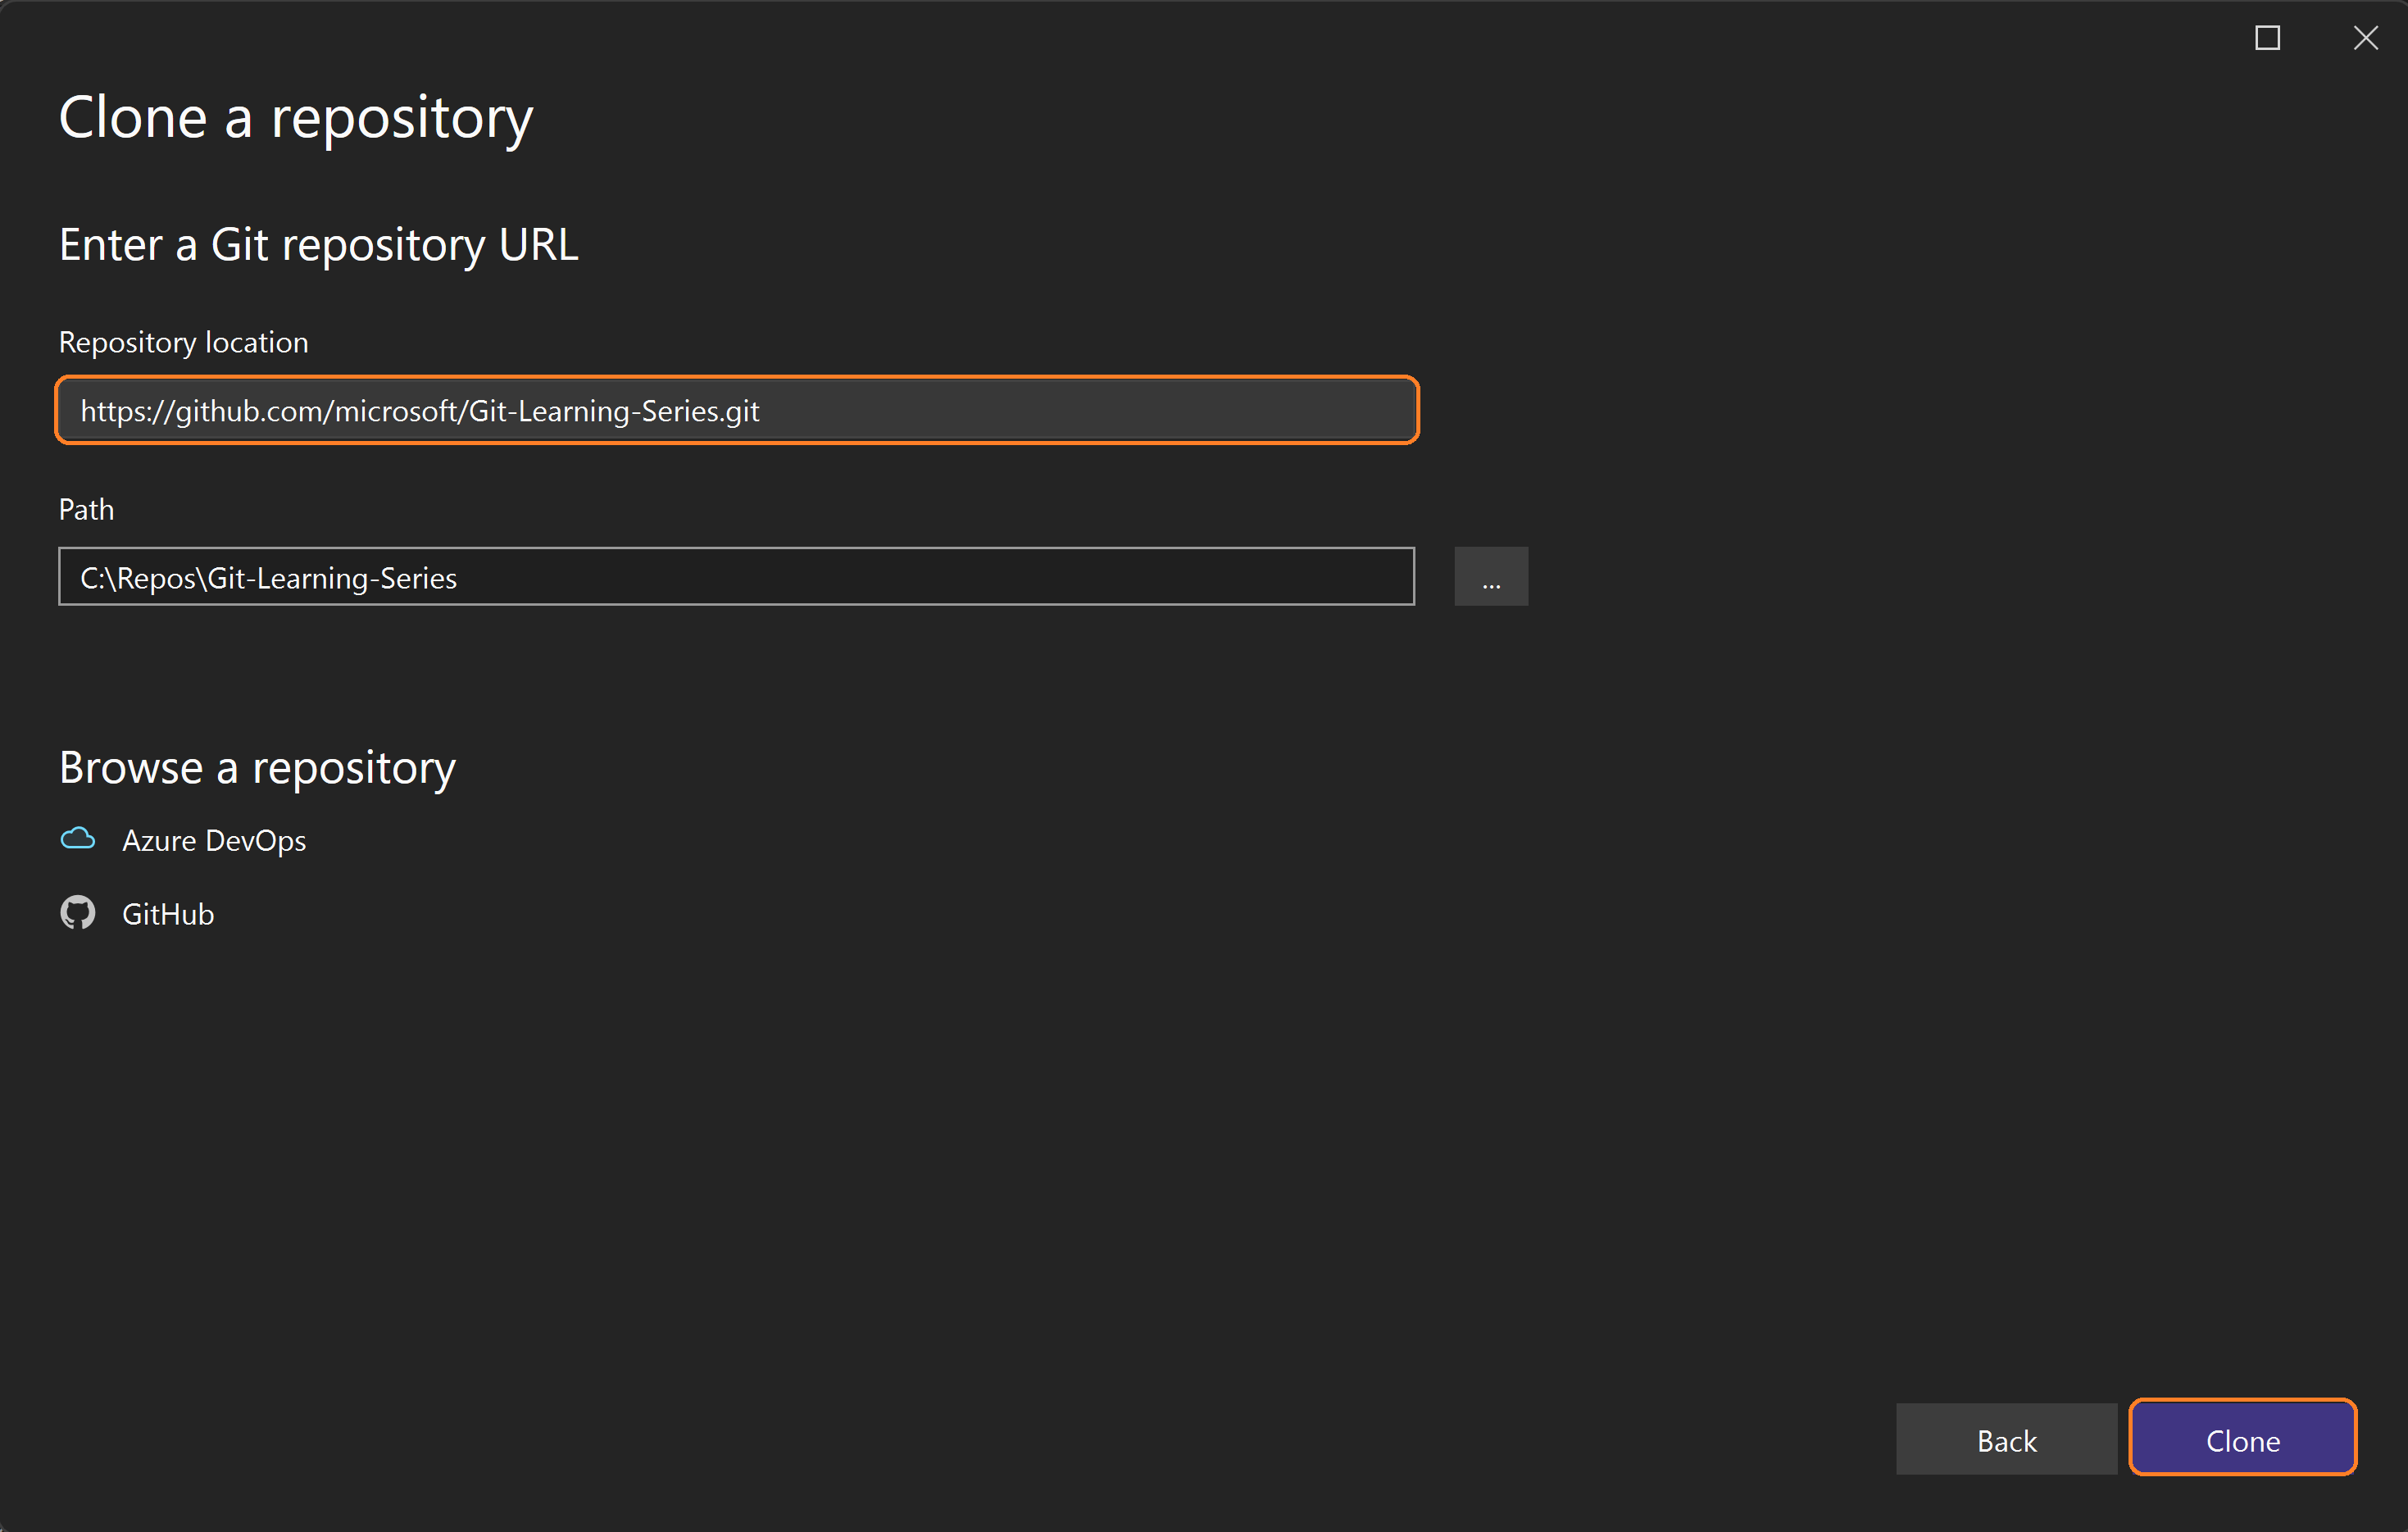 Clone a repository
Enter a Git repository URL
Repository location
https://github.com/microsoft/Git-Learning-Series.git
Path
C:\Repos\Git-Learning-Series
...
Browse a repository
Azure DevOps
GitHub
Back
Clone